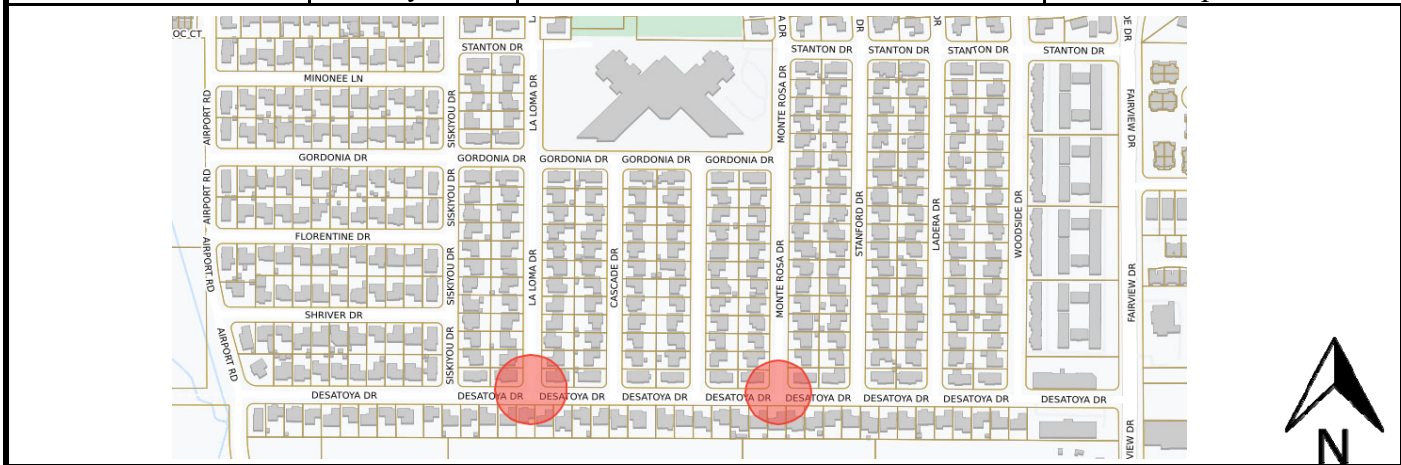 STANTON DR
STANTON DR
STANTON DR
STANTON DR
STANTON DR
MINONEE LN
AIRPORT RD
SISKIYOU DR
LA LOMA DR
MONTE ROSA DR
FAIRVIEW DR
GORDONIA DR
GORDONIA DR
GORDONIA DR
GORDONIA DR
GORDONIA DR
AIRPORT RD
SISKIYOU DR
STANFORD DR
LADERA DR
WOODSIDE DR
FLORENTINE DR
AIRPORT RD
SISKIYOU DR
LA LOMA DR
CASCADE DR
MONTE ROSA DR
FAIRVIEW DR
SHRIVER DR
AIRPORT RD
SISKIYOU DR
DESATOYA DR
DESATOYA DR
DESATOYA DR
DESATOYA DR
DESATOYA DR
DESATOYA DR
DESATOYA DR
DESATOYA DR
DESATOYA DR
N